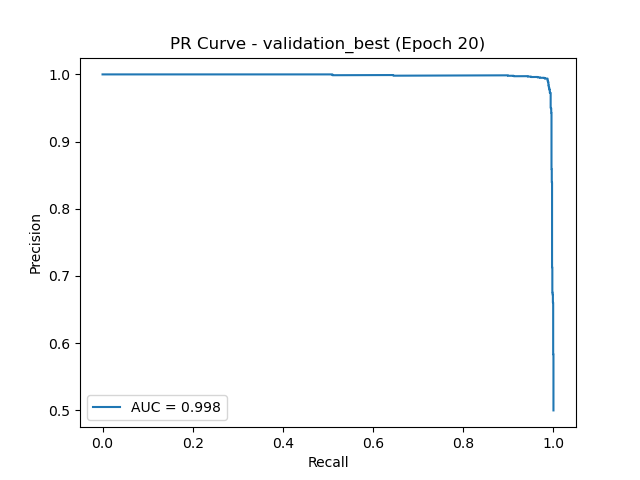 PR Curve - validation_best (Epoch 20)
1.0
0.9
0.8
0.7
0.6
0.5
Precision
AUC = 0.998
0.0 0.2 0.4 0.6 0.8 1.0
Recall